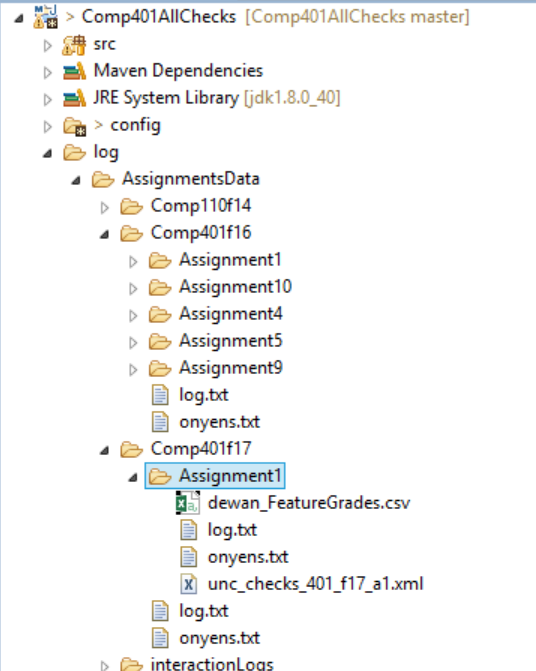 > Comp401AllChecks [Comp401AllChecks master]
src
Maven Dependencies
JRE System Library [jdk1.8.0_40]
> config
log
AssignmentsData
Comp110f14
Comp401f16
Assignment1
Assignment10
Assignment4
Assignment5
Assignment9
log.txt
onyens.txt
Comp401f17
Assignment1
dewan_FeatureGrades.csv
log.txt
onyens.txt
unc_checks_401_f17_a1.xml
log.txt
onyens.txt
interactionLogs